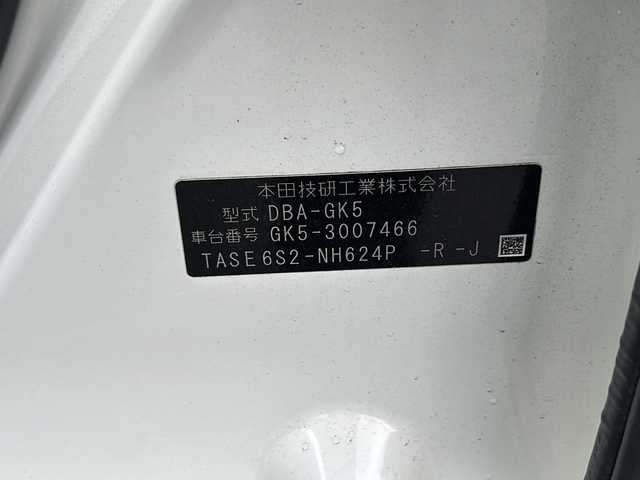 本田技研工業株式会社
型式 DBA-GK5
車台番号 GK5-3007466
TASE6S2-NH624P -R -J